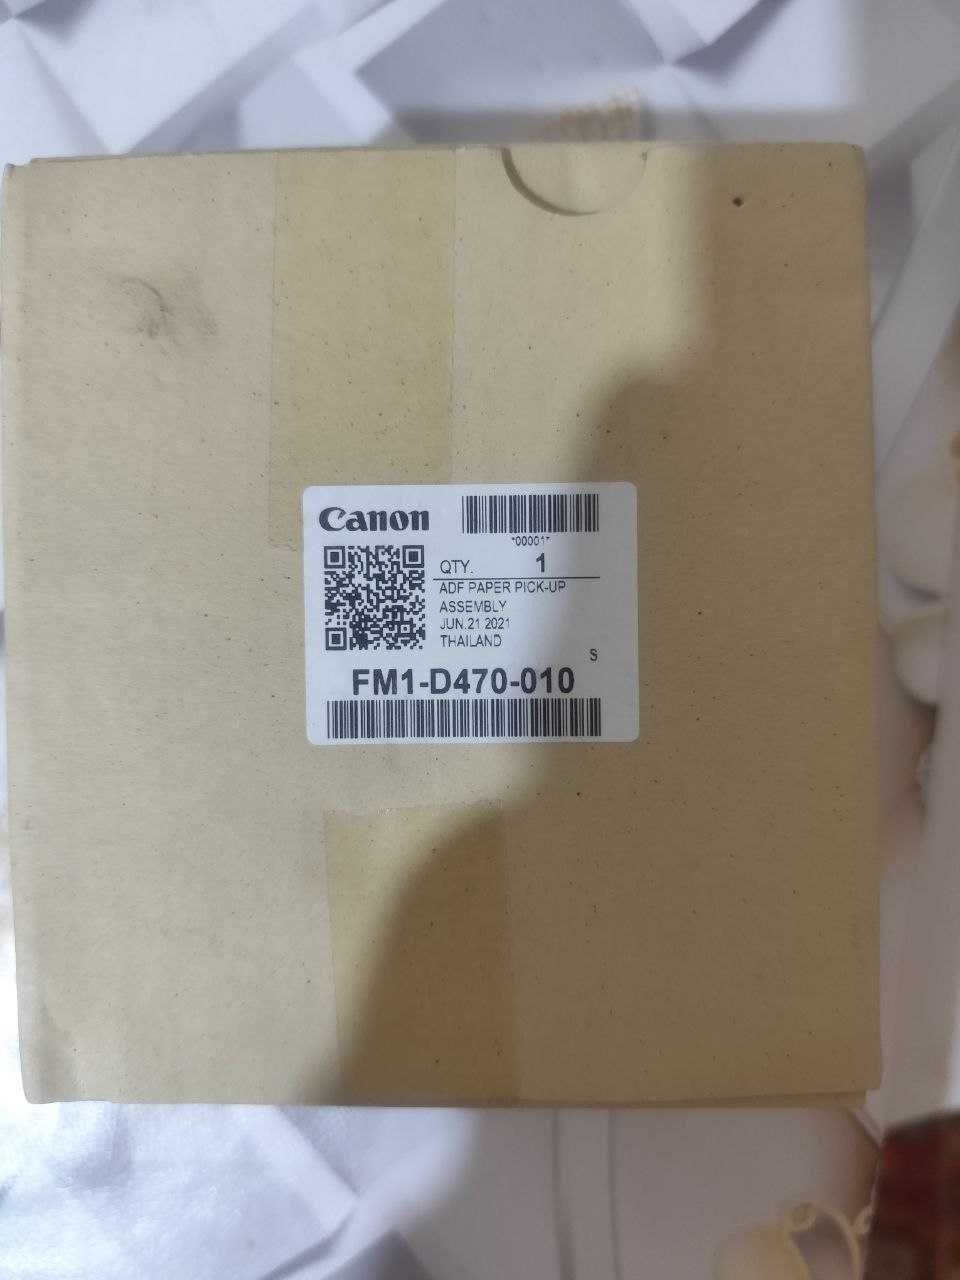 Canon
*00001*
QTY. 1
ADF PAPER PICK-UP
ASSEMBLY
JUN.21 2021
THAILAND
S
FM1-D470-010